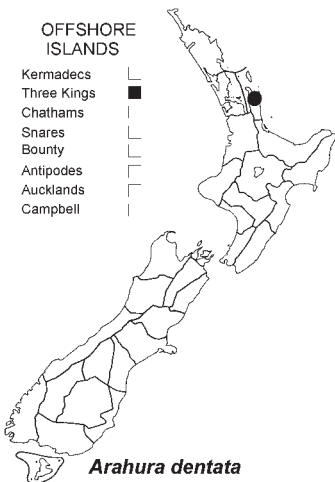 OFFSHORE
ISLANDS
Kermadecs
Three Kings
Chathams
Snares
Bounty
Antipodes
Aucklands
Campbell
Arahura dentata